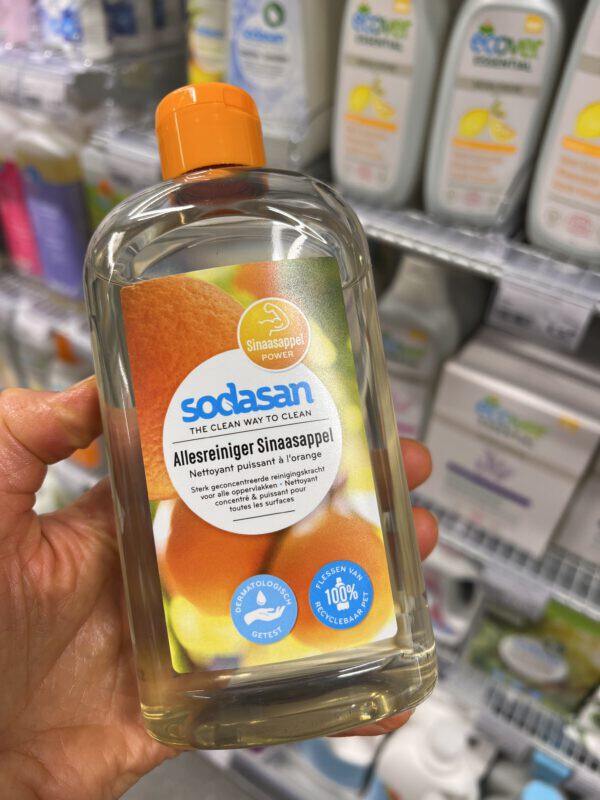 Sinaasappel
POWER
sodasan
THE CLEAN WAY TO CLEAN
Allesreiniger Sinaasappel
Nettoyant puissant à l'orange
Sterk geconcentreerde reinigingskracht
voor alle oppervlakken - Nettoyant
concentré & puissant pour
toutes les surfaces
DERMATOLOGISCH
GETEST
FLESSEN VAN
100%
RECYCLEBAAR PET
sodasan
ecover
ESSENTIAL
ecover
ESSENTIAL
ecover
ESSENTIAL